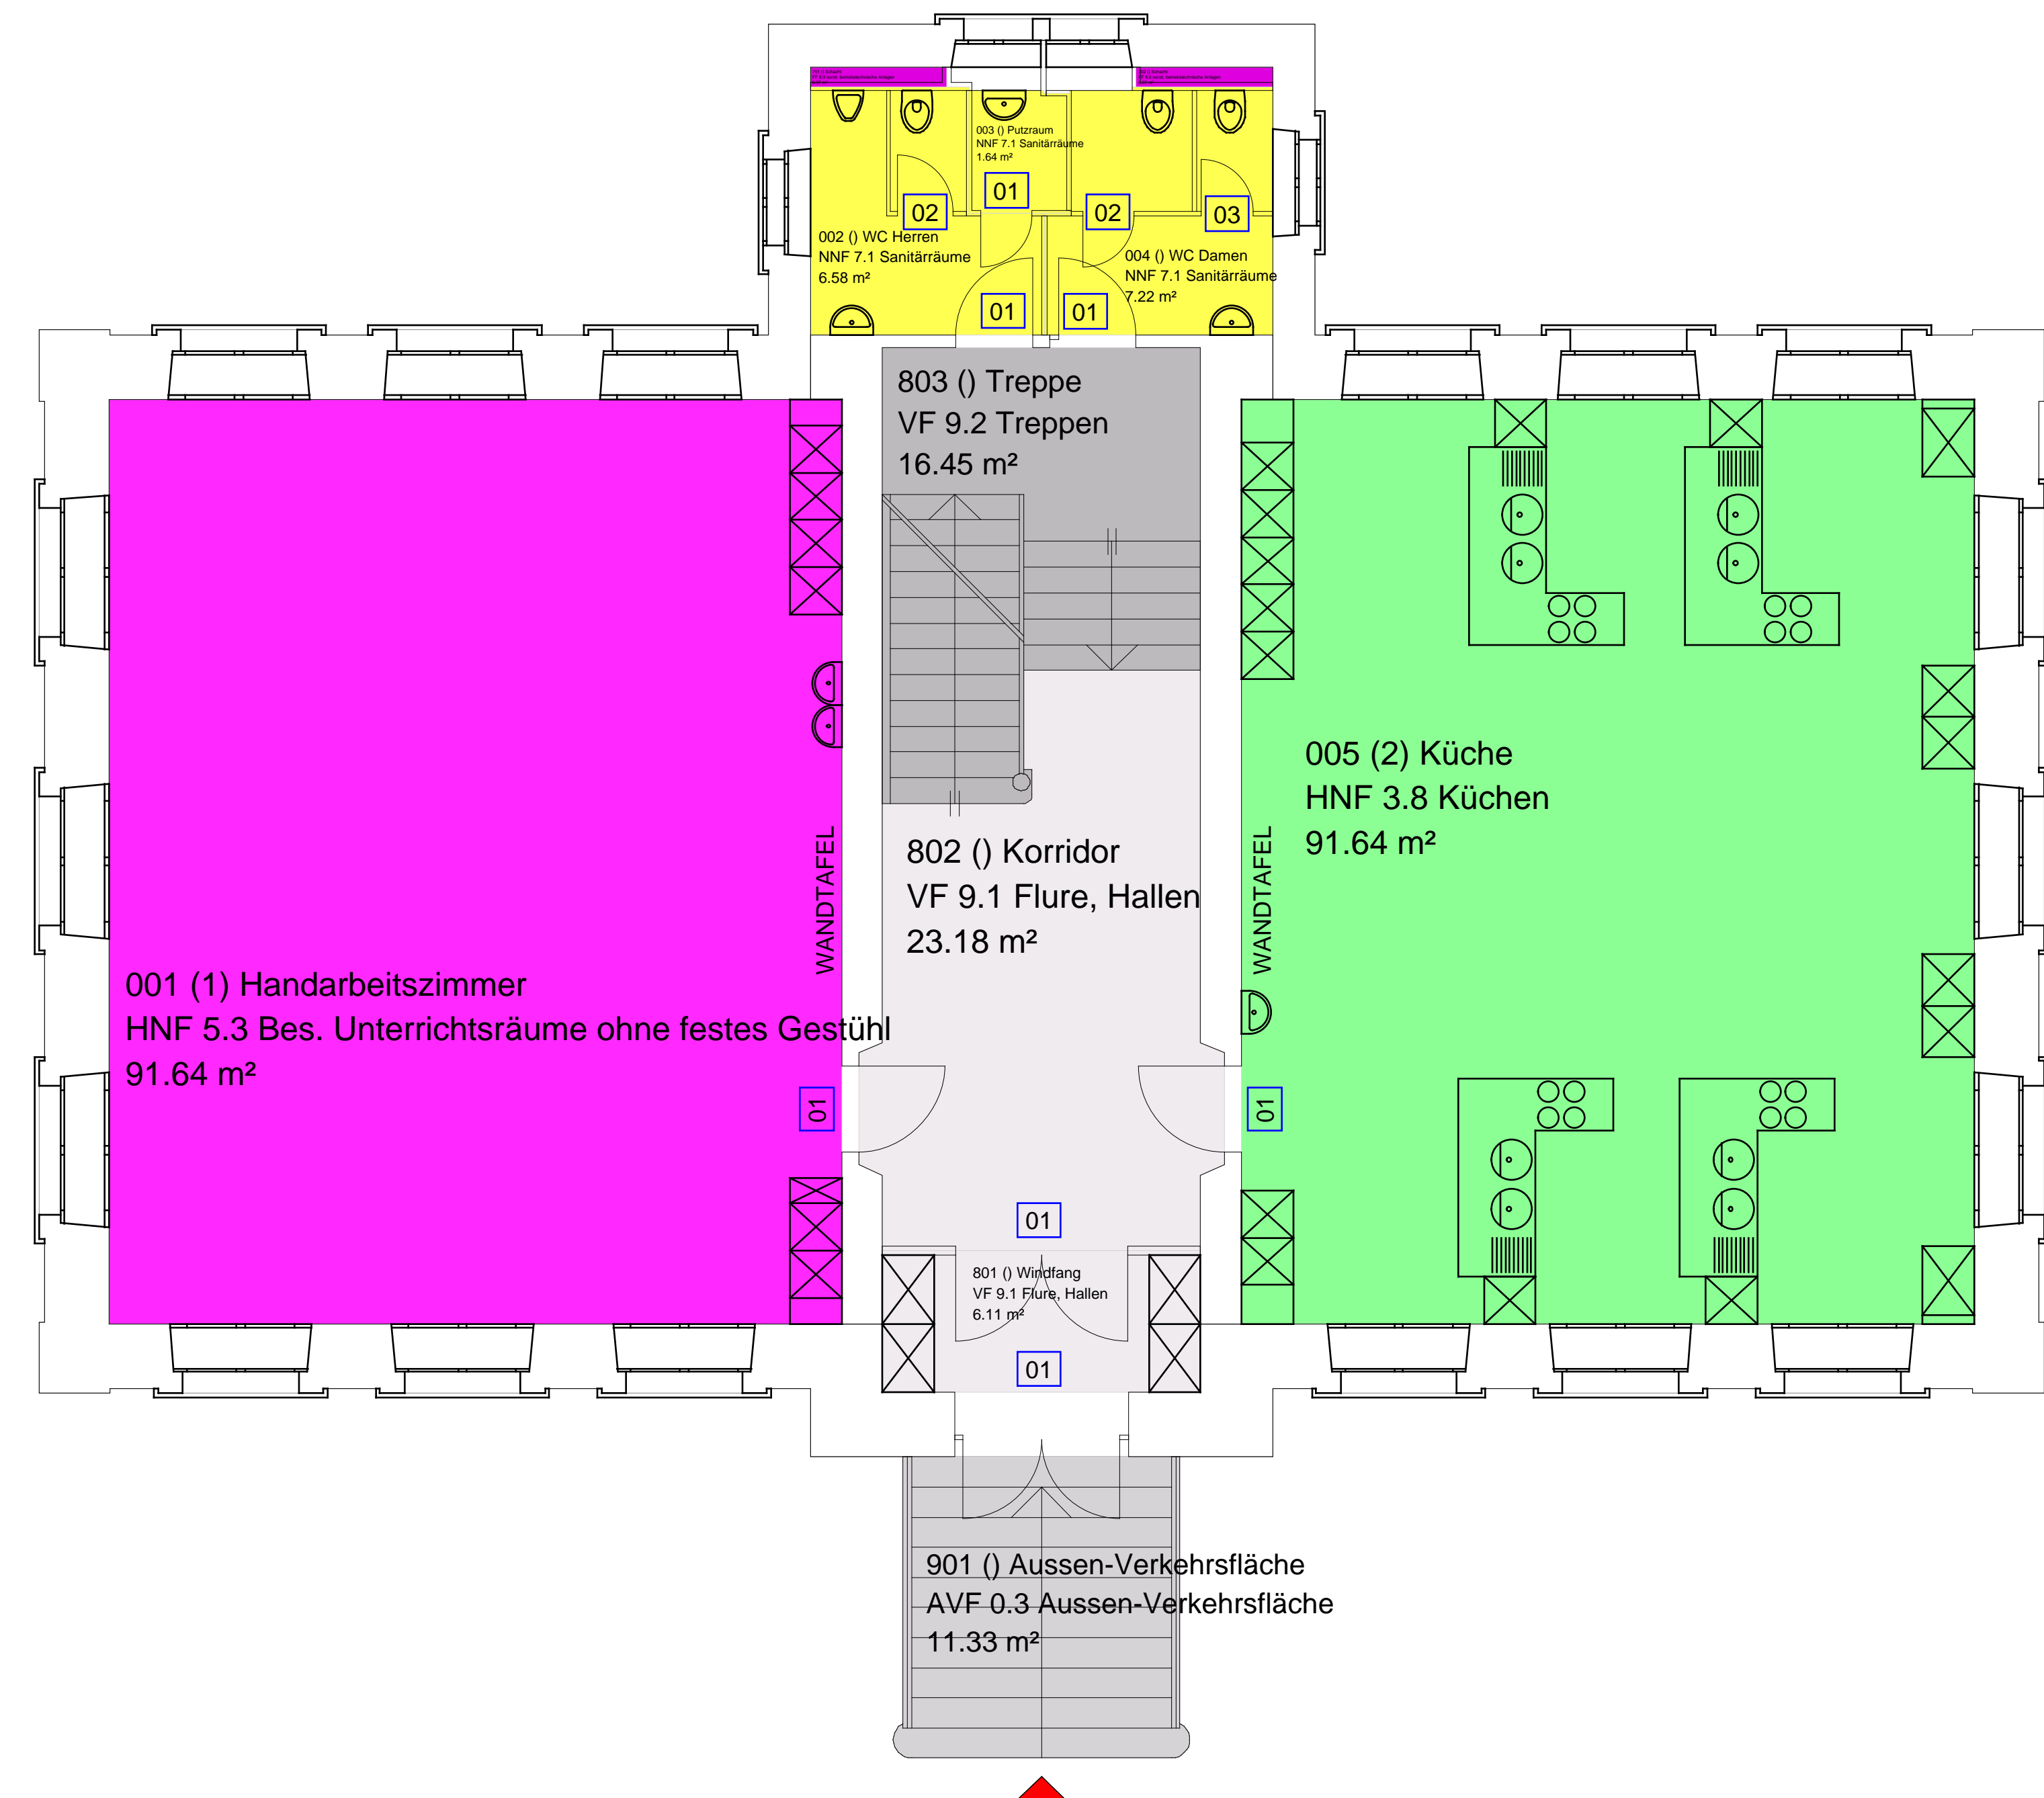 003 () Putzraum
NNF 7.1 Sanitärräume
1.64 m²
01
02
02
03
002 () WC Herren
NNF 7.1 Sanitärräume
6.58 m²
004 () WC Damen
NNF 7.1 Sanitärräume
7.22 m²
01
01
803 () Treppe
VF 9.2 Treppen
16.45 m²
005 (2) Küche
HNF 3.8 Küchen
91.64 m²
WANDTAFEL
WANDTAFEL
802 () Korridor
VF 9.1 Flure, Hallen
23.18 m²
001 (1) Handarbeitszimmer
HNF 5.3 Bes. Unterrichtsräume ohne festes Gestühl
91.64 m²
01
01
01
801 () Windfang
VF 9.1 Flure, Hallen
6.11 m²
01
901 () Aussen-Verkehrsfläche
AVF 0.3 Aussen-Verkehrsfläche
11.33 m²